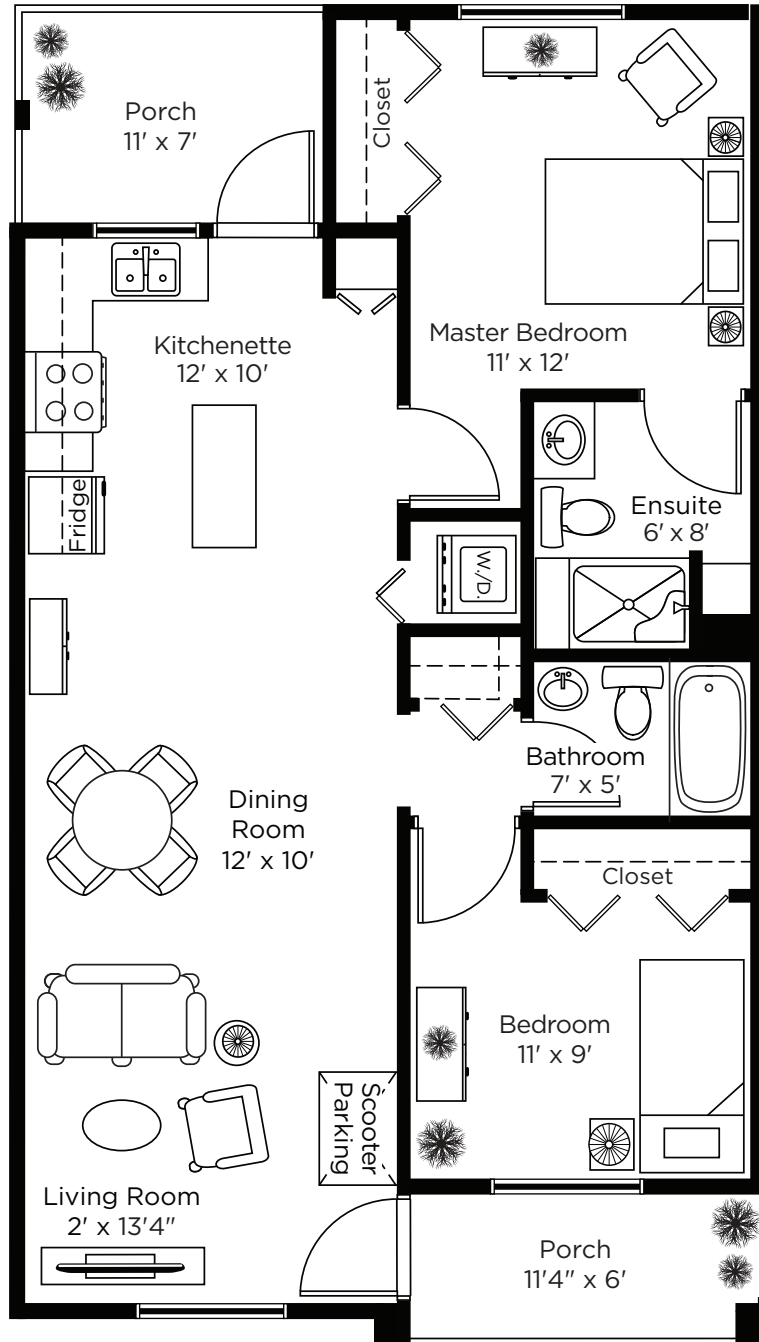 Porch
11' x 7'
Closet
Master Bedroom
11' x 12'
Kitchenette
12' x 10'
Fridge
W./D.
Ensuite
6' x 8'
Bathroom
7' x 5'
Dining
Room
12' x 10'
Closet
Bedroom
11' x 9'
Scooter
Parking
Living Room
2' x 13'4"
Porch
11'4" x 6'